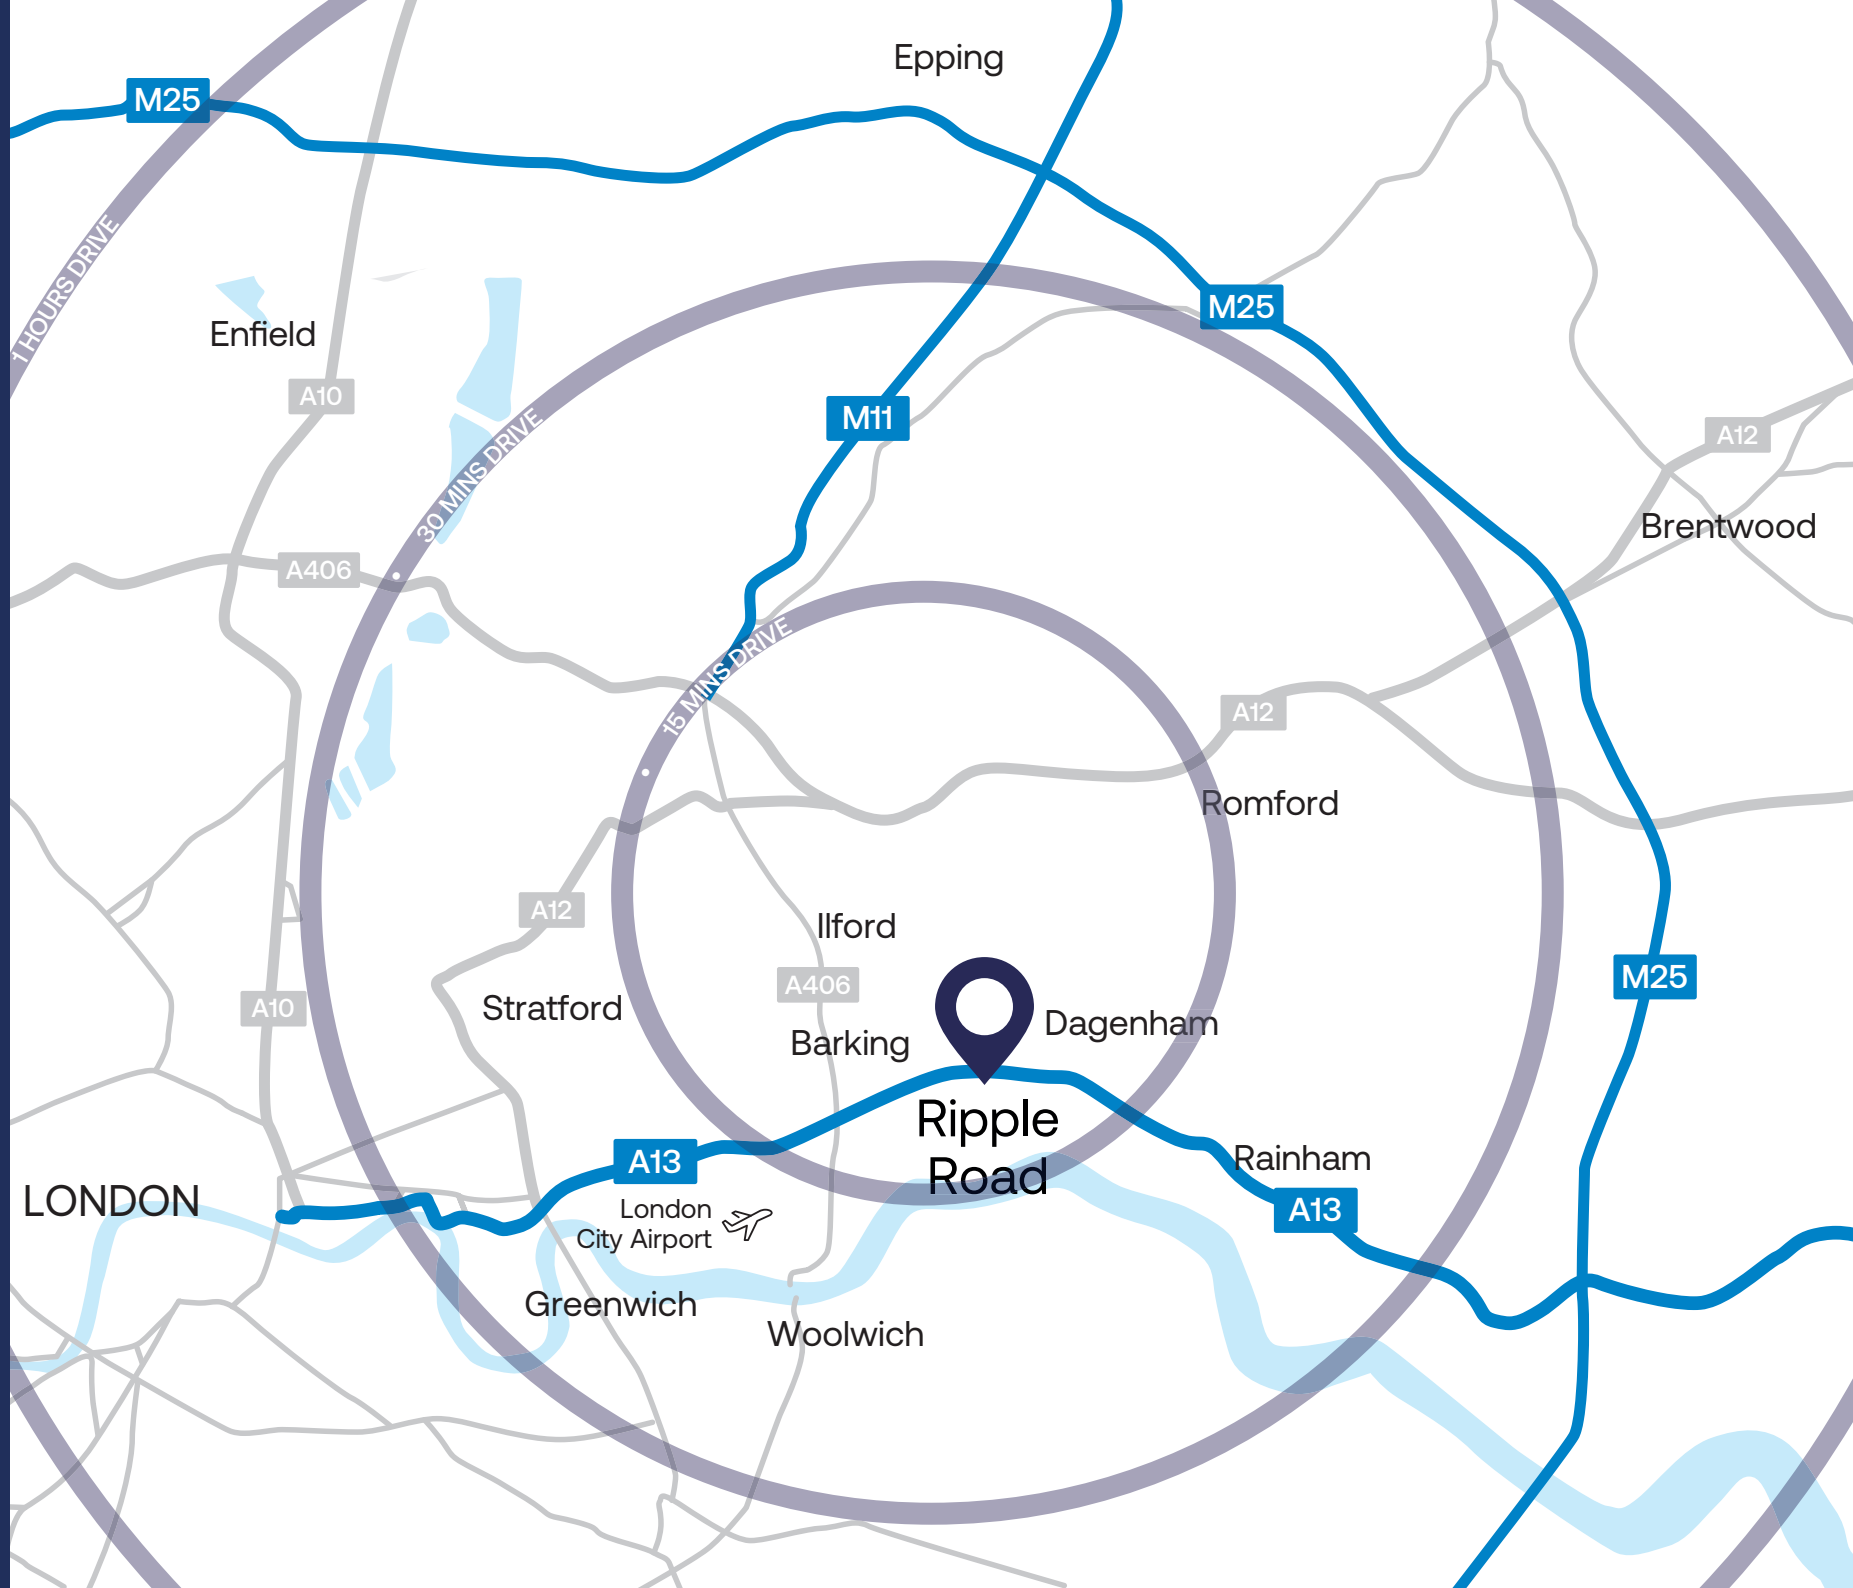 Epping
M25
1 HOURS DRIVE
M25
Enfield
A10
M11
30 MINS DRIVE
A12
Brentwood
A406
15 MINS DRIVE
A12
Romford
A12
Ilford
A406
M25
Stratford
A10
Dagenham
Barking
Ripple
Road
A13
Rainham
LONDON
London
City Airport
A13
Greenwich
Woolwich